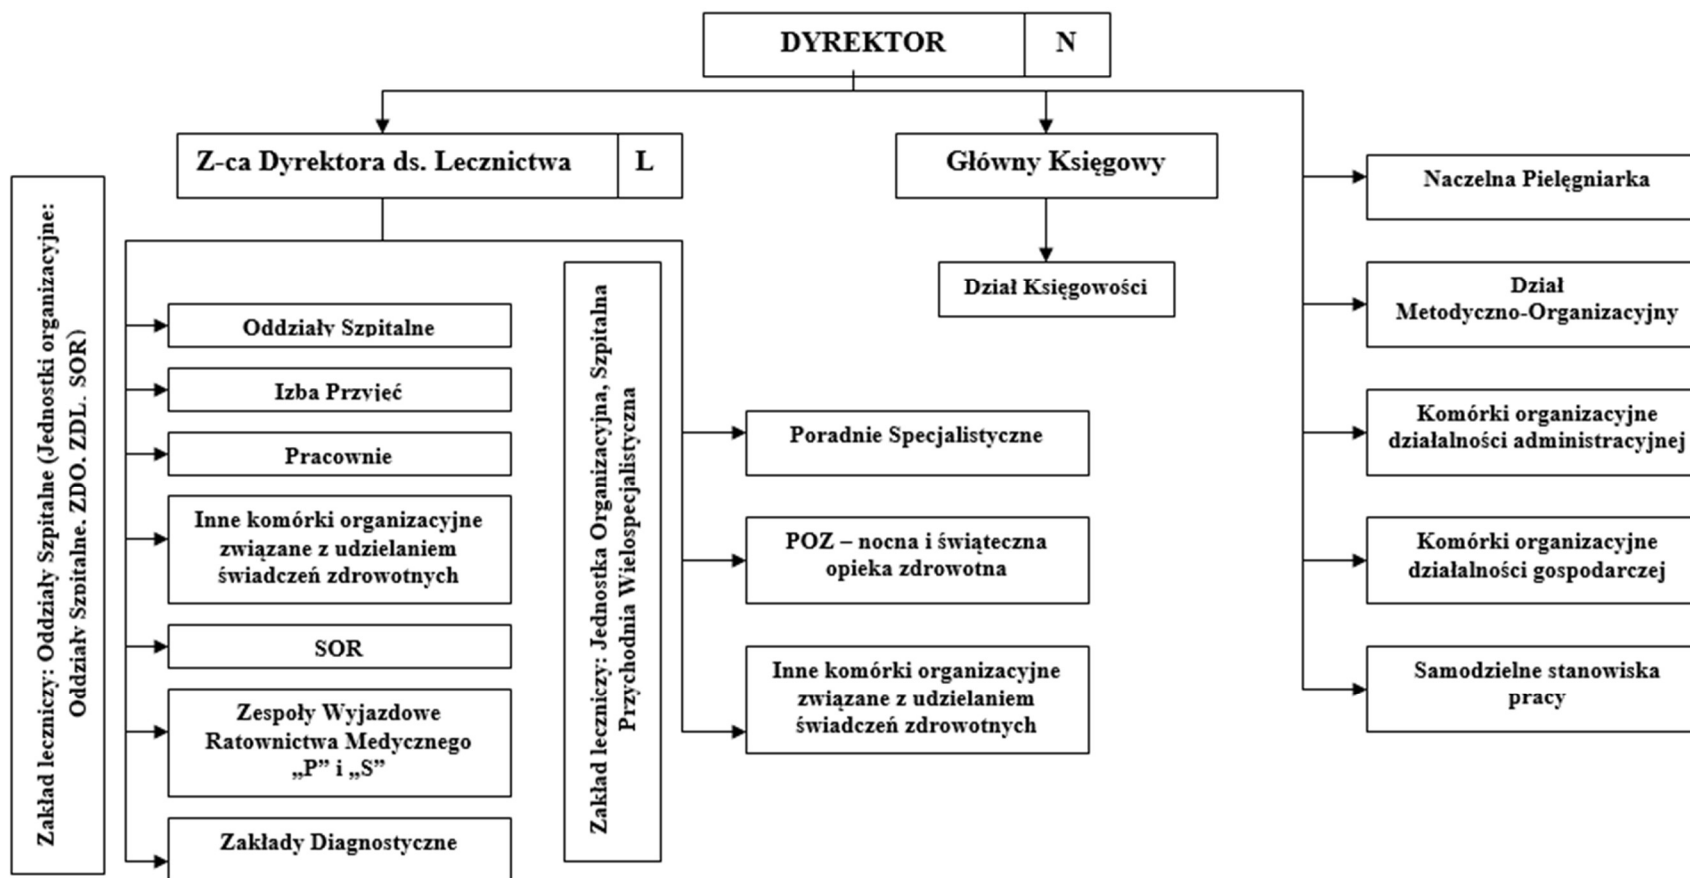 DYREKTOR
N
Z-ca Dyrektora ds. Lecznictwa
L
Główny Księgowy
Dział Księgowości
Naczelna Pielęgniarka
Dział
Metodyczno-Organizacyjny
Komórki organizacyjne
działalności administracyjnej
Komórki organizacyjne
działalności gospodarczej
Samodzielne stanowiska
pracy
Zakład leczniczy: Oddziały Szpitalne (Jednostki organizacyjne:
Oddziały Szpitalne. ZDO. ZDL. SOR)
Oddziały Szpitalne
Izba Przyjęć
Pracownie
Inne komórki organizacyjne
związane z udzielaniem
świadczeń zdrowotnych
SOR
Zespoły Wyjazdowe
Ratownictwa Medycznego
„P” i „S”
Zakłady Diagnostyczne
Zakład leczniczy: Jednostka Organizacyjna, Szpitalna
Przychodnia Wielospecjalistyczna
Poradnie Specjalistyczne
POZ – nocna i świąteczna
opieka zdrowotna
Inne komórki organizacyjne
związane z udzielaniem
świadczeń zdrowotnych